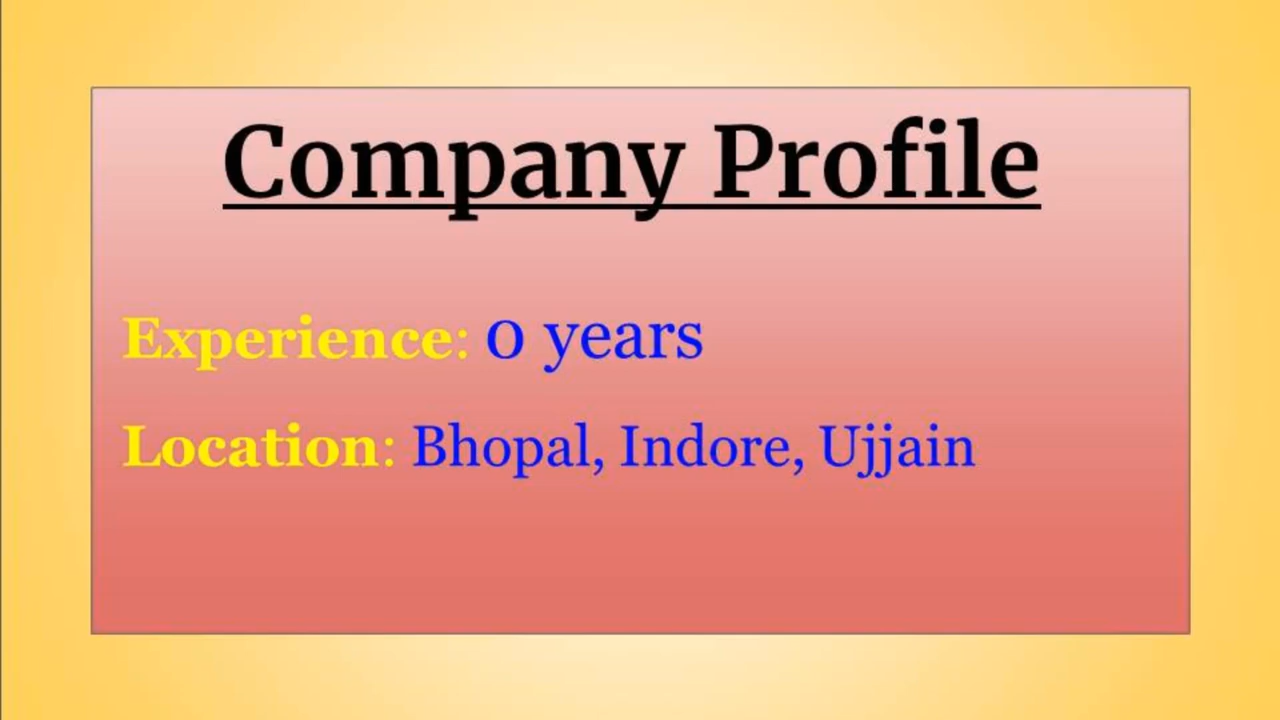 Company Profile
Experience: 0 years
Location: Bhopal, Indore, Ujjain